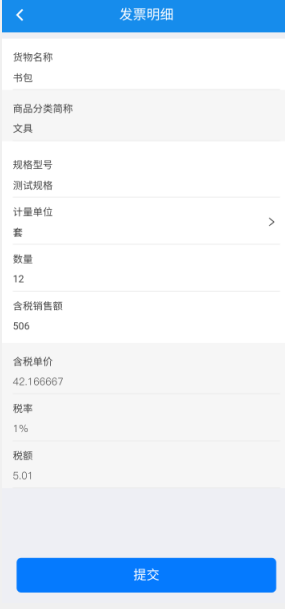 发票明细
货物名称
书包
商品分类简称
文具
规格型号
测试规格
计量单位
套
数量
12
含税销售额
506
含税单价
42.166667
税率
1%
税额
5.01
提交